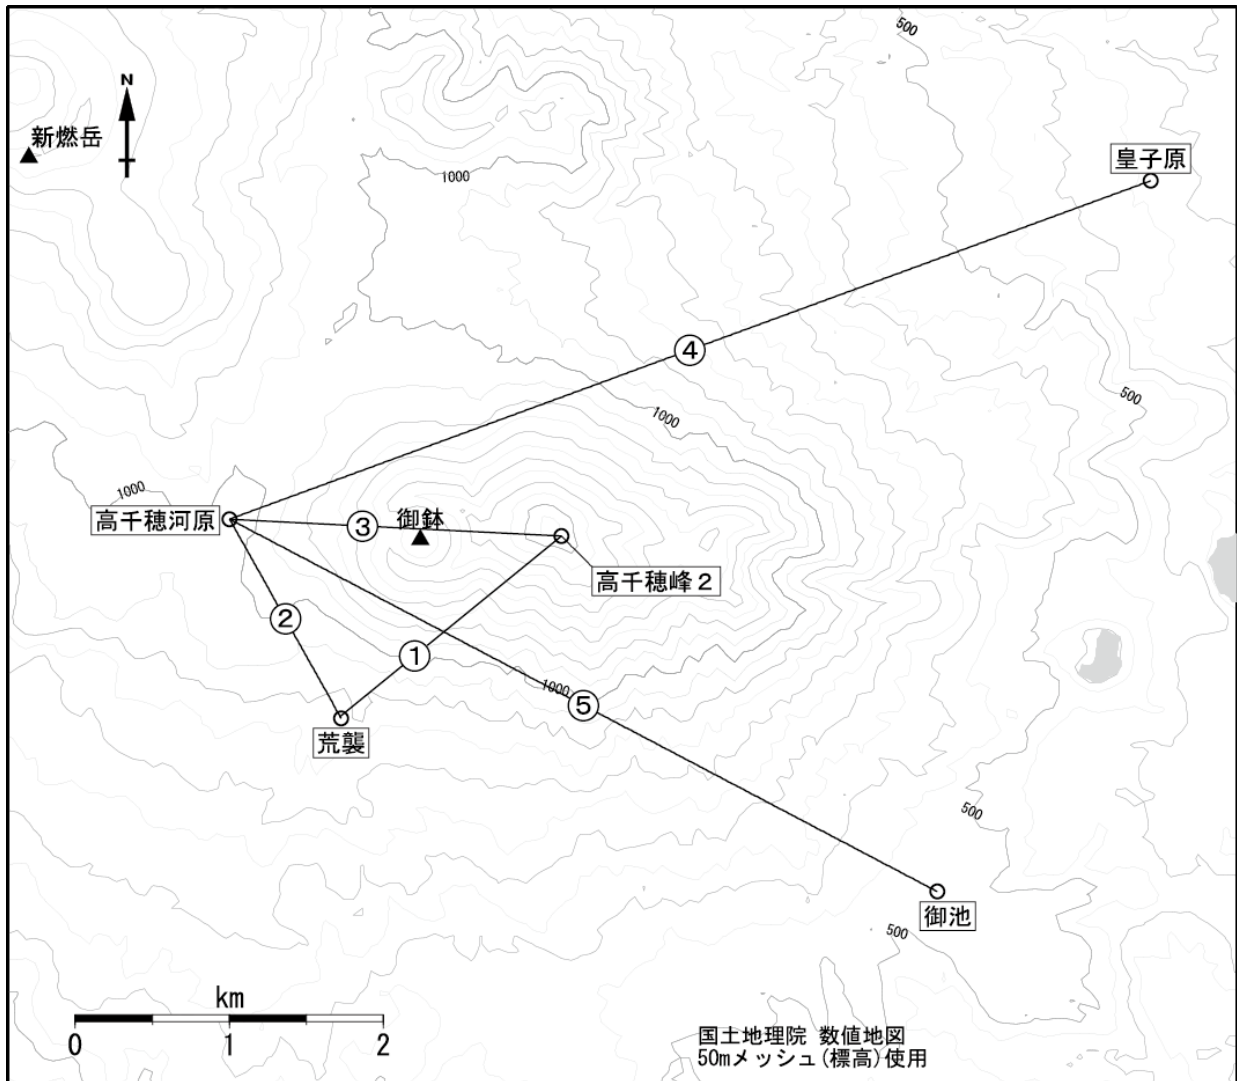 500
N
新燃岳
皇子原
1000
④
500
1000
1000
高千穂河原
③
御鉢
高千穂峰2
②
①
1000
⑤
荒襲
500
御池
500
km
0 1 2
国土地理院 数値地図
50mメッシュ(標高)使用